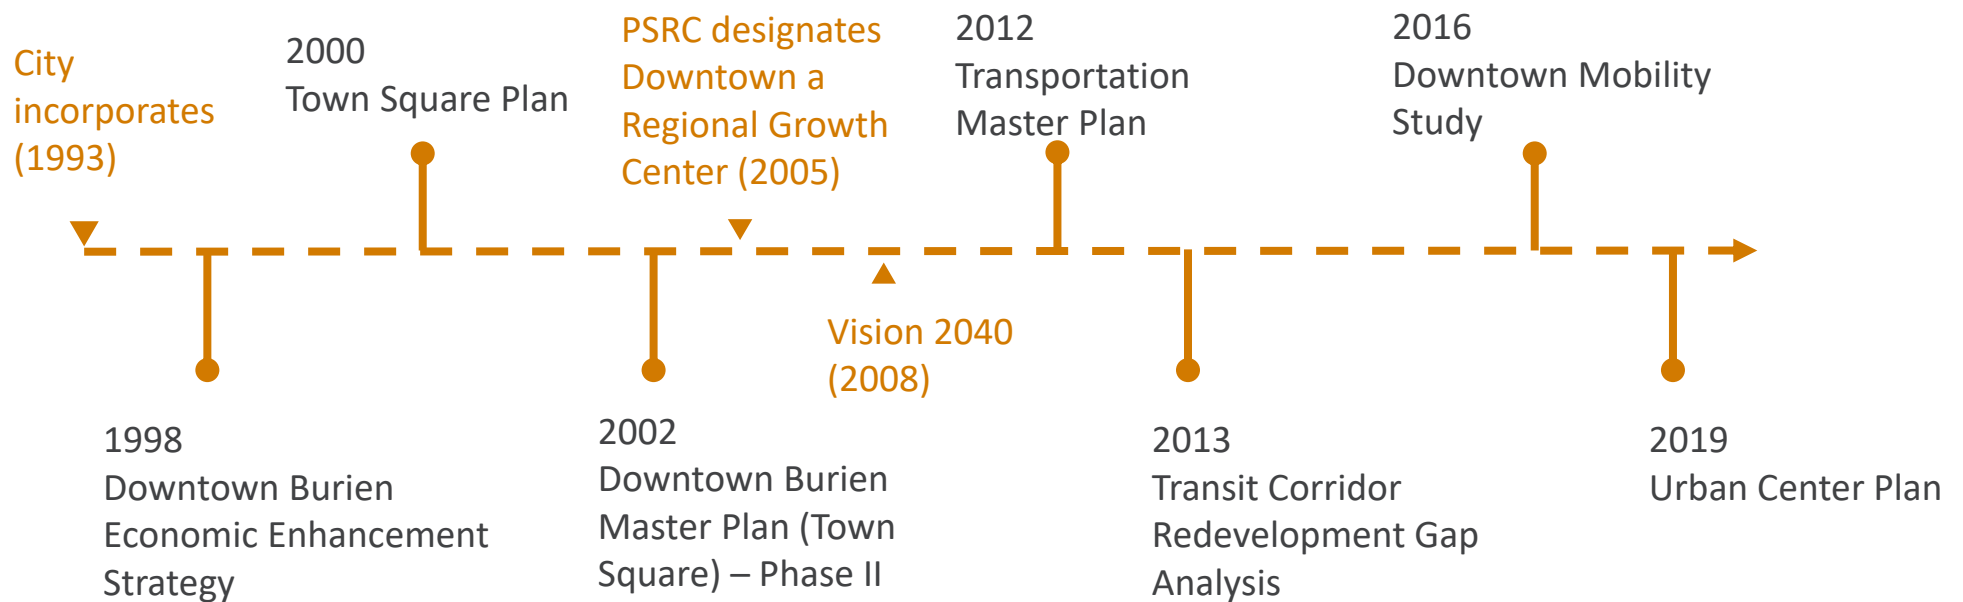 City
incorporates
(1993)
2000
Town Square Plan
PSRC designates
Downtown a
Regional Growth
Center (2005)
2012
Transportation
Master Plan
2016
Downtown Mobility
Study
1998
Downtown Burien
Economic Enhancement
Strategy
2002
Downtown Burien
Master Plan (Town
Square) – Phase II
Vision 2040
(2008)
2013
Transit Corridor
Redevelopment Gap
Analysis
2019
Urban Center Plan